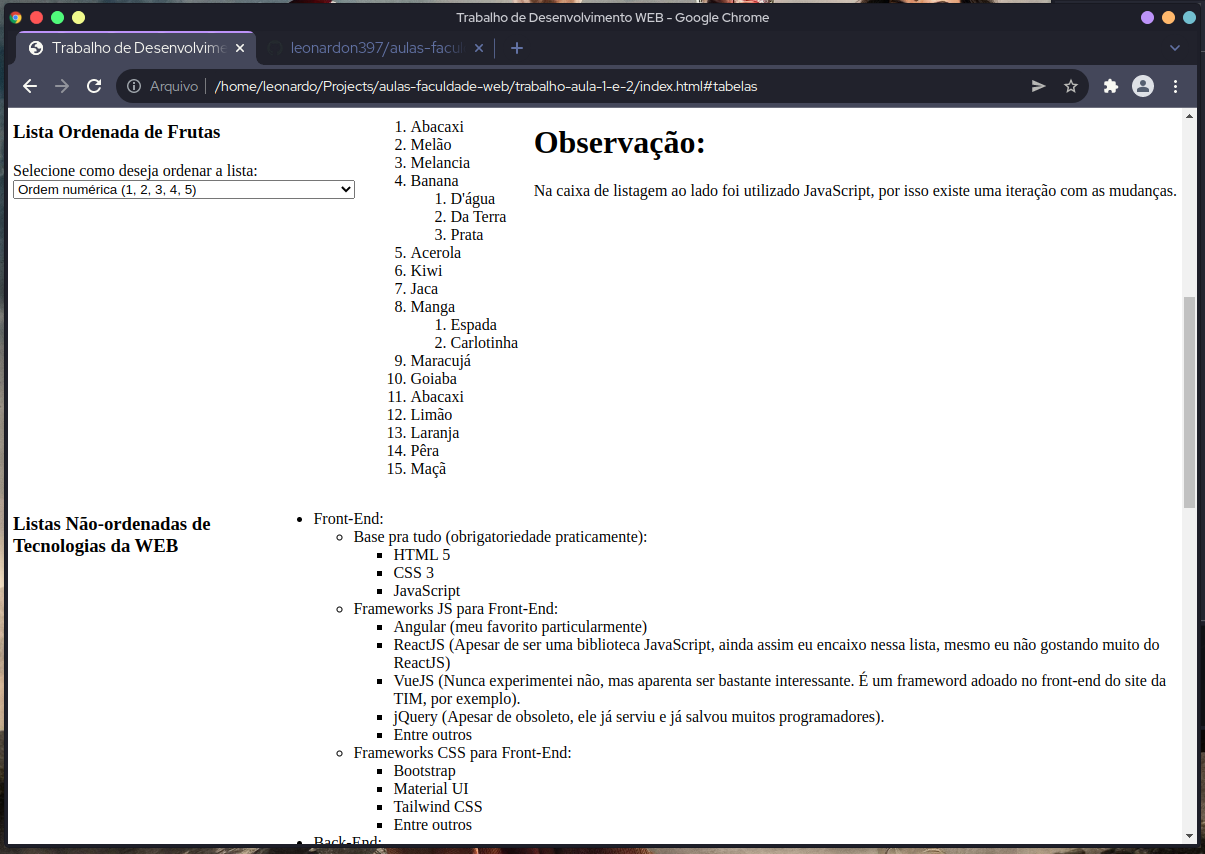 Trabalho de Desenvolvimento WEB - Google Chrome
Trabalho de Desenvolvime
leonardon397/aulas-facul
Arquivo
/home/leonardo/Projects/aulas-faculdade-web/trabalho-aula-1-e-2/index.html#tabelas
Lista Ordenada de Frutas
Selecione como deseja ordenar a lista:
Ordem numérica (1, 2, 3, 4, 5)
1. Abacaxi
2. Melão
3. Melancia
4. Banana
1. D'água
2. Da Terra
3. Prata
5. Acerola
6. Kiwi
7. Jaca
8. Manga
1. Espada
2. Carlotinha
9. Maracujá
10. Goiaba
11. Abacaxi
12. Limão
13. Laranja
14. Pêra
15. Maçã
Observação:
Na caixa de listagem ao lado foi utilizado JavaScript, por isso existe uma iteração com as mudanças.
Listas Não-ordenadas de
Tecnologias da WEB
Front-End:
Base pra tudo (obrigatoriedade praticamente):
HTML 5
CSS 3
JavaScript
Frameworks JS para Front-End:
Angular (meu favorito particularmente)
ReactJS (Apesar de ser uma biblioteca JavaScript, ainda assim eu encaixo nessa lista, mesmo eu não gostando muito do
ReactJS)
VueJS (Nunca experimentei não, mas aparenta ser bastante interessante. É um frameword adoado no front-end do site da
TIM, por exemplo).
jQuery (Apesar de obsoleto, ele já serviu e já salvou muitos programadores).
Entre outros
Frameworks CSS para Front-End:
Bootstrap
Material UI
Tailwind CSS
Entre outros
Back-End: